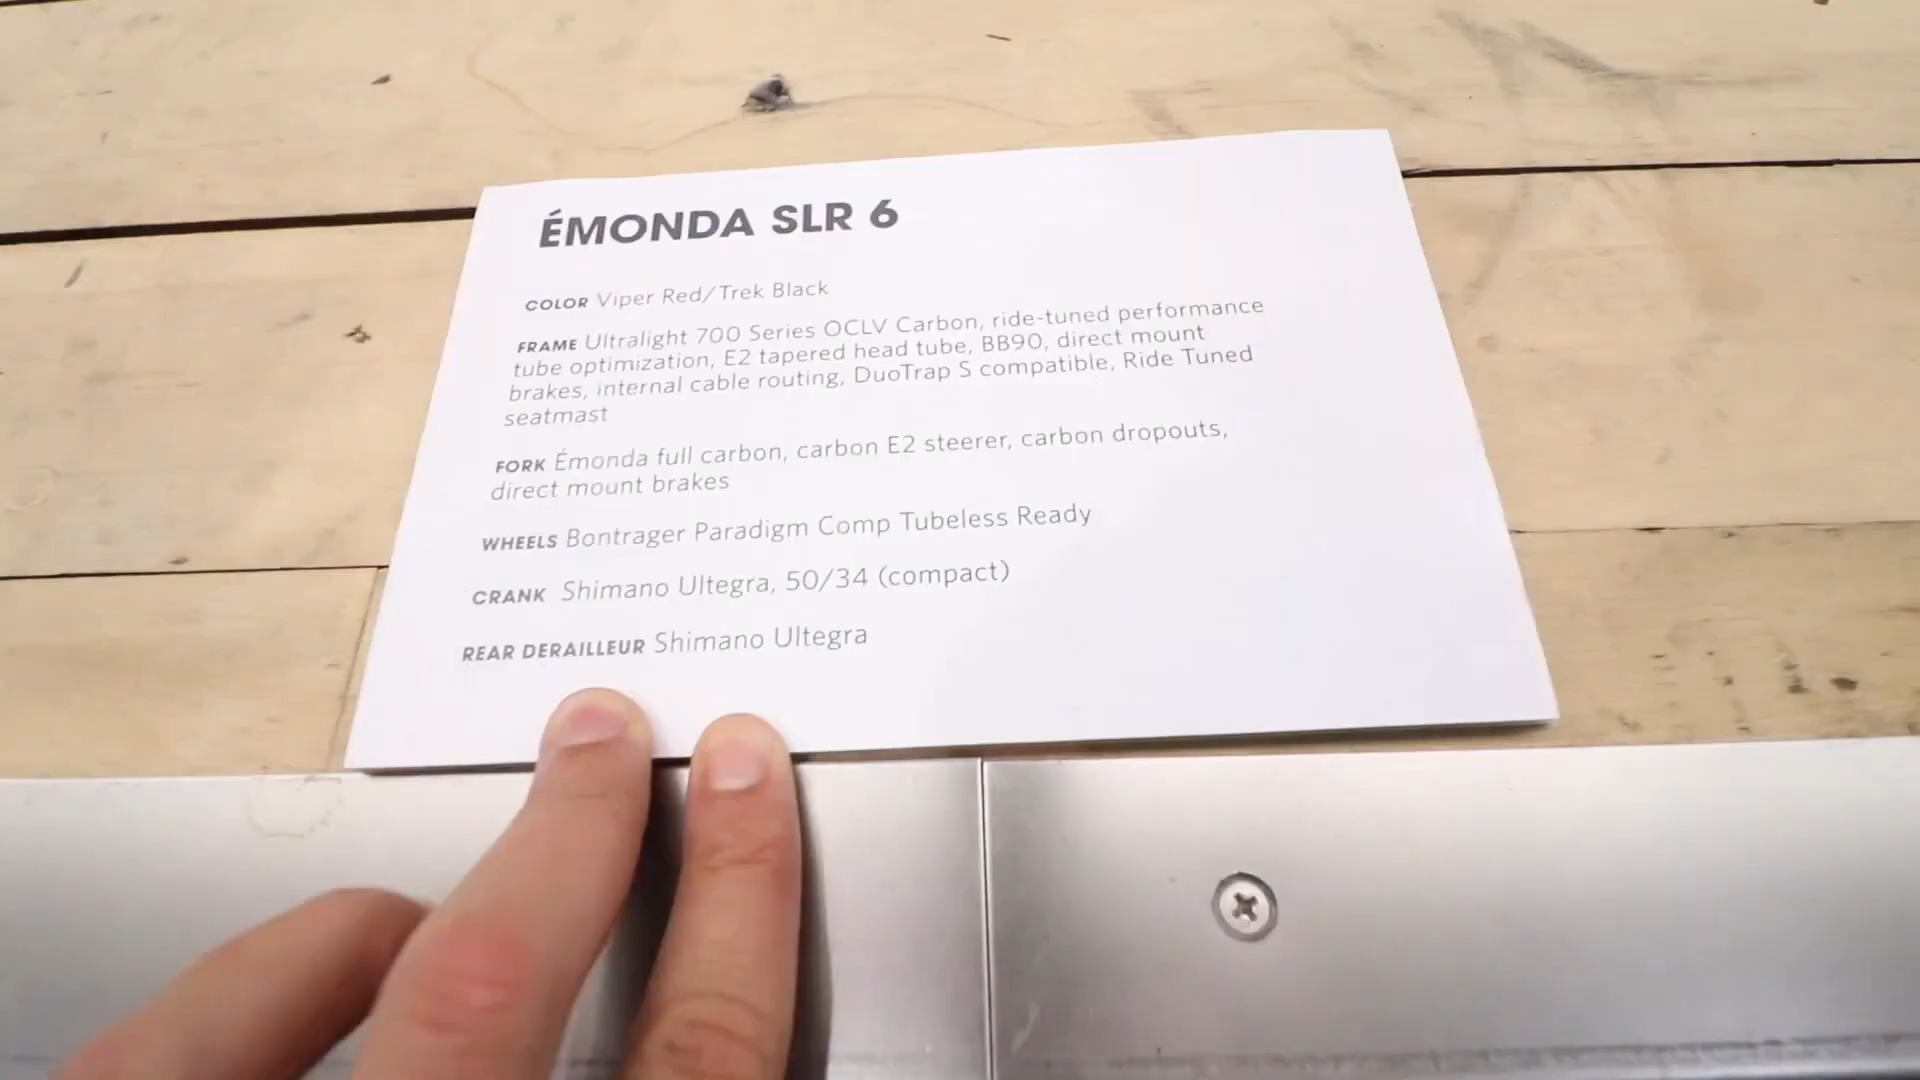 ÉMONDA SLR 6
COLOR Viper Red/Trek Black
FRAME Ultralight 700 Series OCLV Carbon, ride-tuned performance
tube optimization, E2 tapered head tube, BB90, direct mount
brakes, internal cable routing, DuoTrap S compatible, Ride Tuned
seatmast
FORK Émonda full carbon, carbon E2 steerer, carbon dropouts,
direct mount brakes
WHEELS Bontrager Paradigm Comp Tubeless Ready
CRANK Shimano Ultegra, 50/34 (compact)
REAR DERAILLEUR Shimano Ultegra